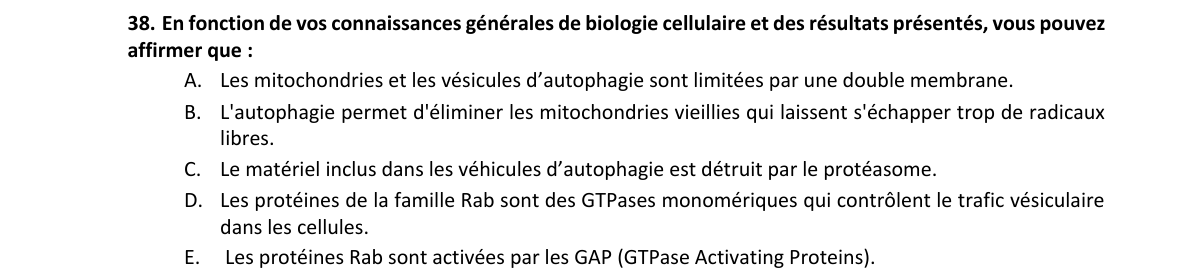 38. En fonction de vos connaissances générales de biologie cellulaire et des résultats présentés, vous pouvez
affirmer que :
A. Les mitochondries et les vésicules d’autophagie sont limitées par une double membrane.
B. L'autophagie permet d'éliminer les mitochondries vieillies qui laissent s'échapper trop de radicaux
libres.
C. Le matériel inclus dans les véhicules d’autophagie est détruit par le protéasome.
D. Les protéines de la famille Rab sont des GTPases monomériques qui contrôlent le trafic vésiculaire
dans les cellules.
E. Les protéines Rab sont activées par les GAP (GTPase Activating Proteins).